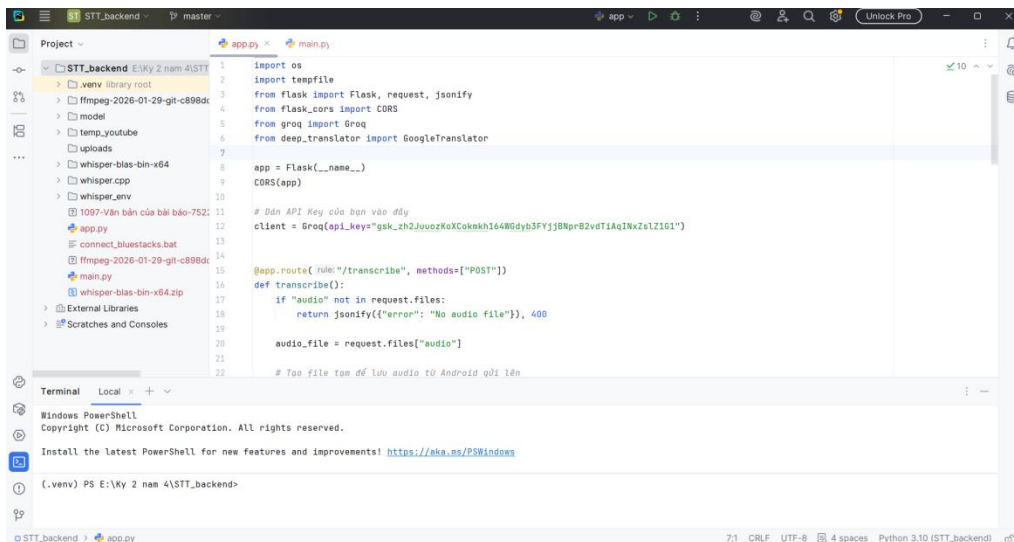 STT_backend
master
app
Unlock Pro
Project
app.py
main.py
STT_backend E:\Ky 2 nam 4\STT
.venv library root
ffmpeg-2026-01-29-git-c898dc
model
temp_youtube
uploads
whisper-blas-bin-x64
whisper.cpp
whisper_env
1097-Văn bản của bài báo-752
app.py
connect_bluestacks.bat
ffmpeg-2026-01-29-git-c898dc
main.py
whisper-blas-bin-x64.zip
External Libraries
Scratches and Consoles
10
1 import os
2 import tempfile
3 from flask import Flask, request, jsonify
4 from flask_cors import CORS
5 from groq import Groq
6 from deep_translator import GoogleTranslator
7
8 app = Flask(__name__)
9 CORS(app)
10
11 # Dán API Key của bạn vào đây
12 client = Groq(api_key="")
13
14
15 @app.route( rule: "/transcribe", methods=["POST"])
16 def transcribe():
17 if "audio" not in request.files:
18 return jsonify({"error": "No audio file"}), 400
19
20 audio_file = request.files["audio"]
21
22 # Tạo file tạm để lưu audio từ Android gửi lên
Terminal Local
Windows PowerShell
Copyright (C) Microsoft Corporation. All rights reserved.
Install the latest PowerShell for new features and improvements! https://aka.ms/PSWindows
(.venv) PS E:\Ky 2 nam 4\STT_backend>
STT_backend > app.py
7:1 CRLF UTF-8 4 spaces Python 3.10 (STT_backend)